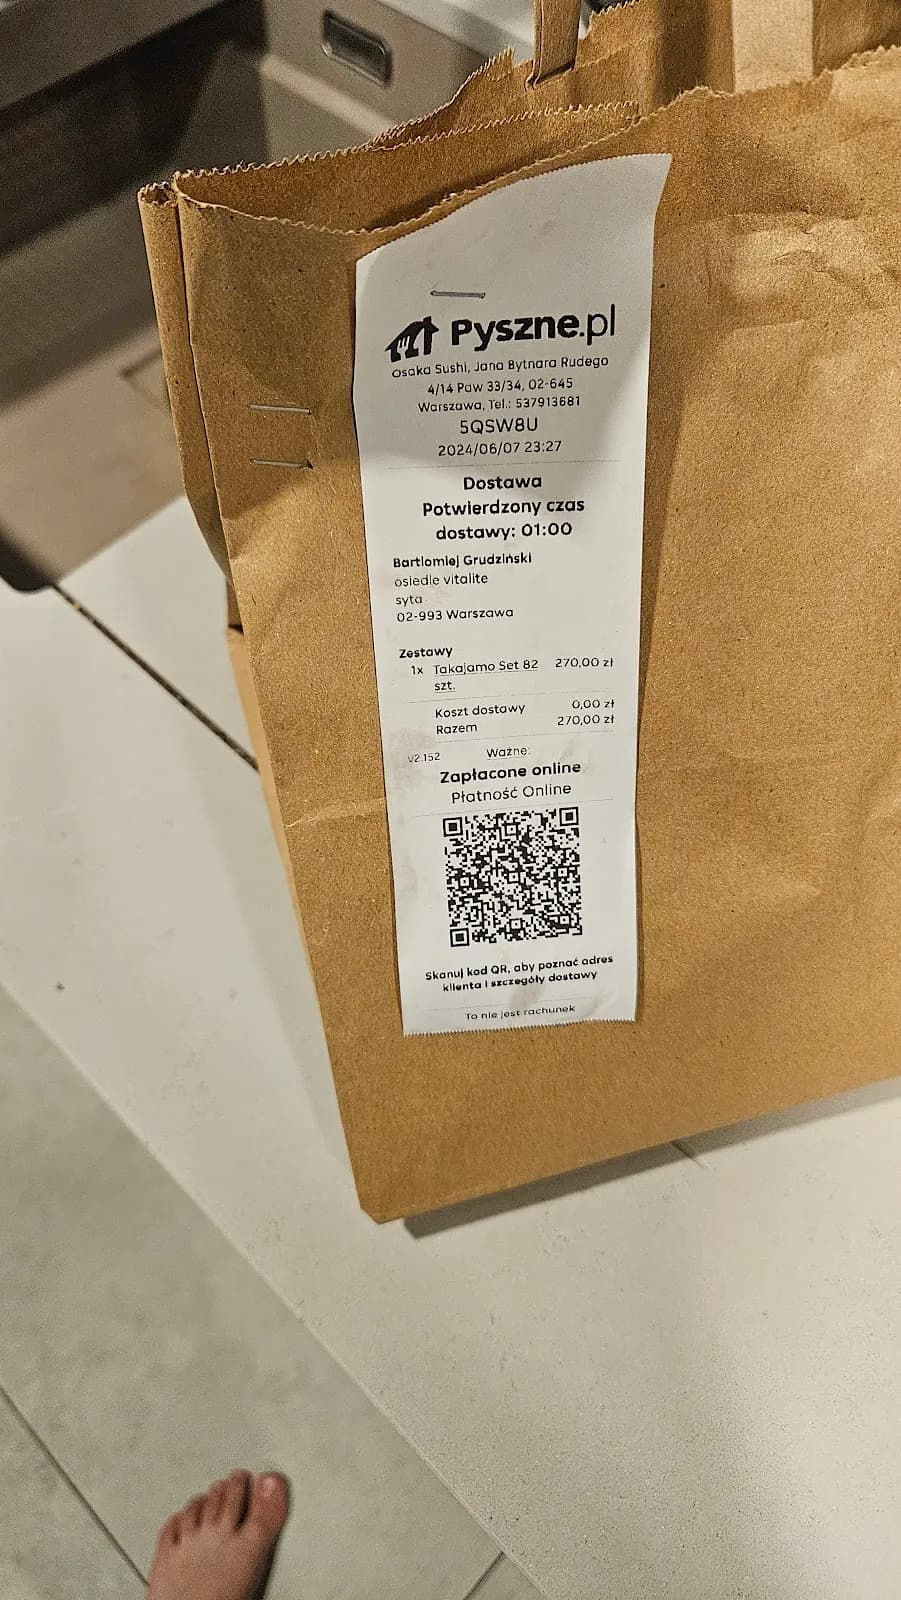 Pyszne.pl
Osaka Sushi, Jana Bytnara Rudego
4/14 Paw 33/34, 02-645
Warszawa, Tel.: 537913681
5QSW8U
2024/06/07 23:27
Dostawa
Potwierdzony czas
dostawy: 01:00
Bartlomiej Grudziński
osiedle vitalite
syta
02-993 Warszawa
Zestawy
1x Takajamo Set 82 270,00 zł
szt.
Koszt dostawy 0,00 zł
Razem 270,00 zł
v2.152 Ważne:
Zapłacone online
Płatność Online
Skanuj kod QR, aby poznać adres
klienta i szczegóły dostawy
To nie jest rachunek